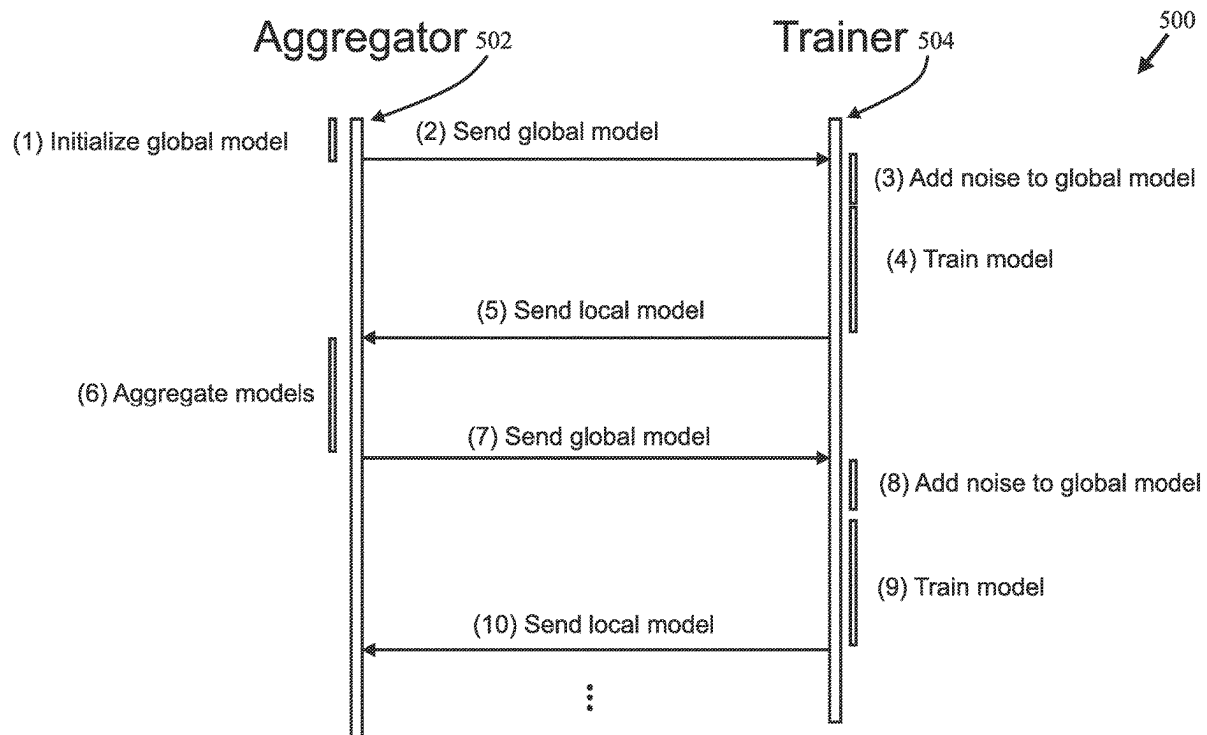 500
Aggregator 502
Trainer 504
(1) Initialize global model
(2) Send global model
(3) Add noise to global model
(4) Train model
(5) Send local model
(6) Aggregate models
(7) Send global model
(8) Add noise to global model
(9) Train model
(10) Send local model